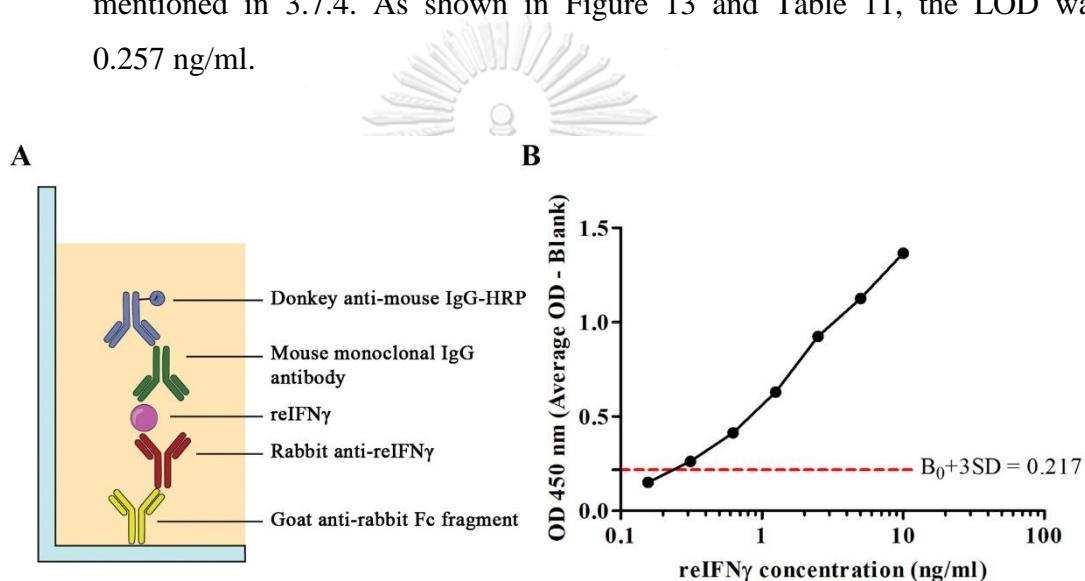 mentioned in 3.7.4. As shown in Figure 13 and Table 11, the LOD wa
0.257 ng/ml.
A
B
Donkey anti-mouse IgG-HRP
Mouse monoclonal IgG
antibody
reIFNγ
Rabbit anti-reIFNγ
Goat anti-rabbit Fc fragment
OD 450 nm (Average OD - Blank)
1.5
1.0
0.5
0.0
B₀+3SD = 0.217
0.1 1 10 100
reIFNγ concentration (ng/ml)